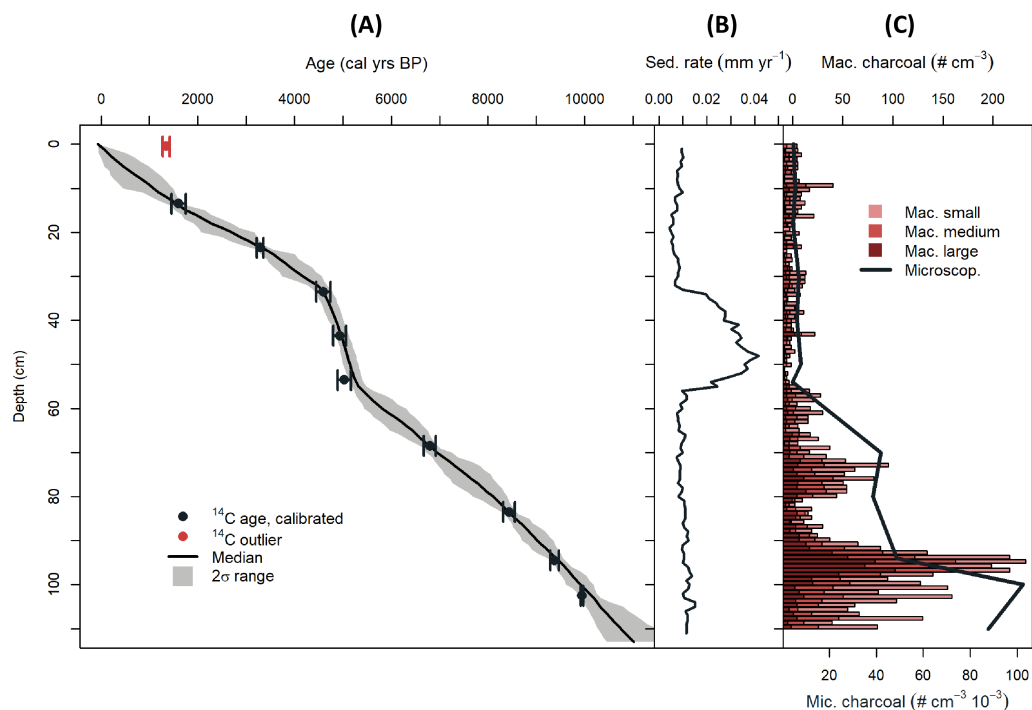 (A)
(B)
(C)
Age (cal yrs BP)
Sed. rate (mm yr⁻¹)
Mac. charcoal (# cm⁻³)
0 2000 4000 6000 8000 10000
0.00 0.02 0.04
0 50 100 150 200
Depth (cm)
0
20
40
60
80
100
¹⁴C age, calibrated
¹⁴C outlier
Median
2σ range
Mac. small
Mac. medium
Mac. large
Microscop.
20 40 60 80 100
Mic. charcoal (# cm⁻³ 10⁻³)